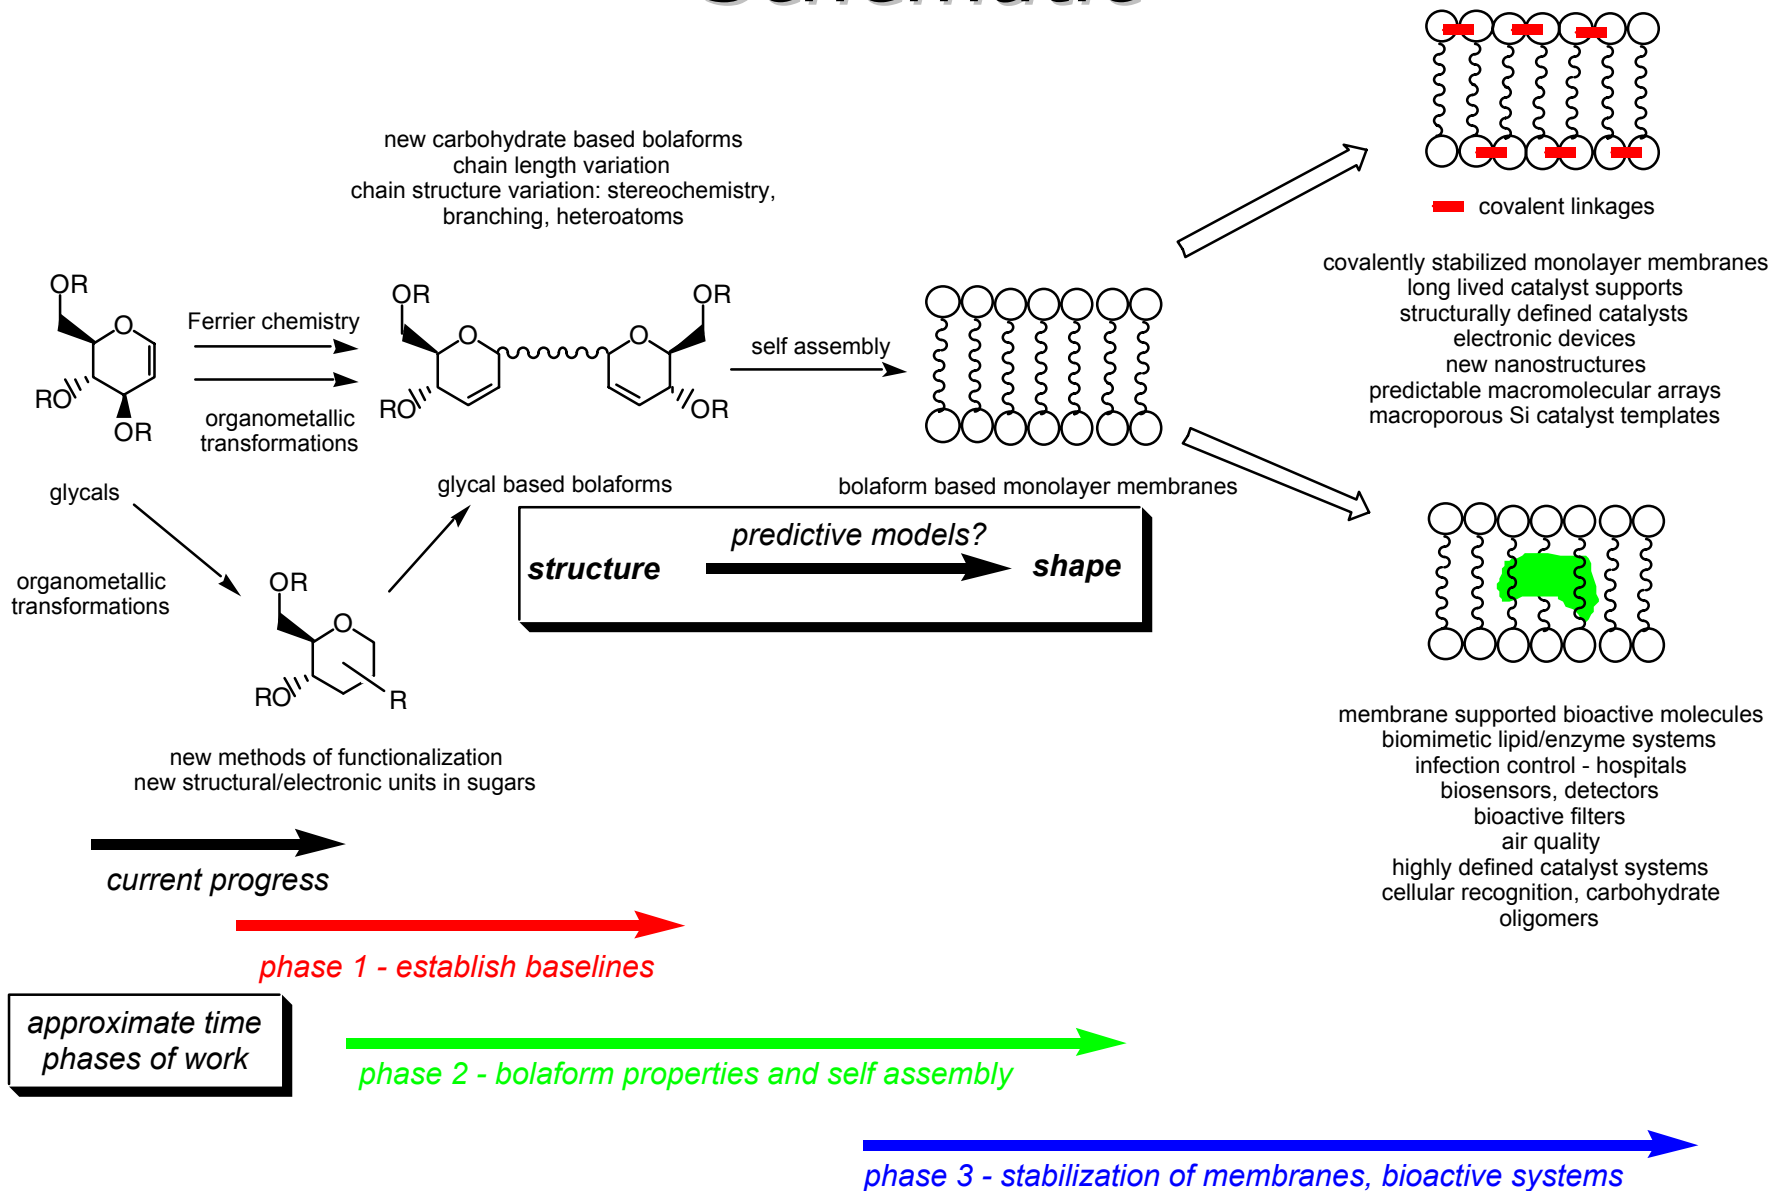 Schematic
new carbohydrate based bolaforms
chain length variation
chain structure variation: stereochemistry,
branching, heteroatoms
covalent linkages
covalently stabilized monolayer membranes
long lived catalyst supports
structurally defined catalysts
electronic devices
new nanostructures
predictable macromolecular arrays
macroporous Si catalyst templates
OR
O
RO
OR
Ferrier chemistry
organometallic
transformations
OR
O
RO
OR
O
OR
self assembly
glycals
glycal based bolaforms
bolaform based monolayer membranes
predictive models?
structure
shape
organometallic
transformations
OR
O
RO
R
new methods of functionalization
new structural/electronic units in sugars
membrane supported bioactive molecules
biomimetic lipid/enzyme systems
infection control - hospitals
biosensors, detectors
bioactive filters
air quality
highly defined catalyst systems
cellular recognition, carbohydrate
oligomers
current progress
phase 1 - establish baselines
approximate time
phases of work
phase 2 - bolaform properties and self assembly
phase 3 - stabilization of membranes, bioactive systems